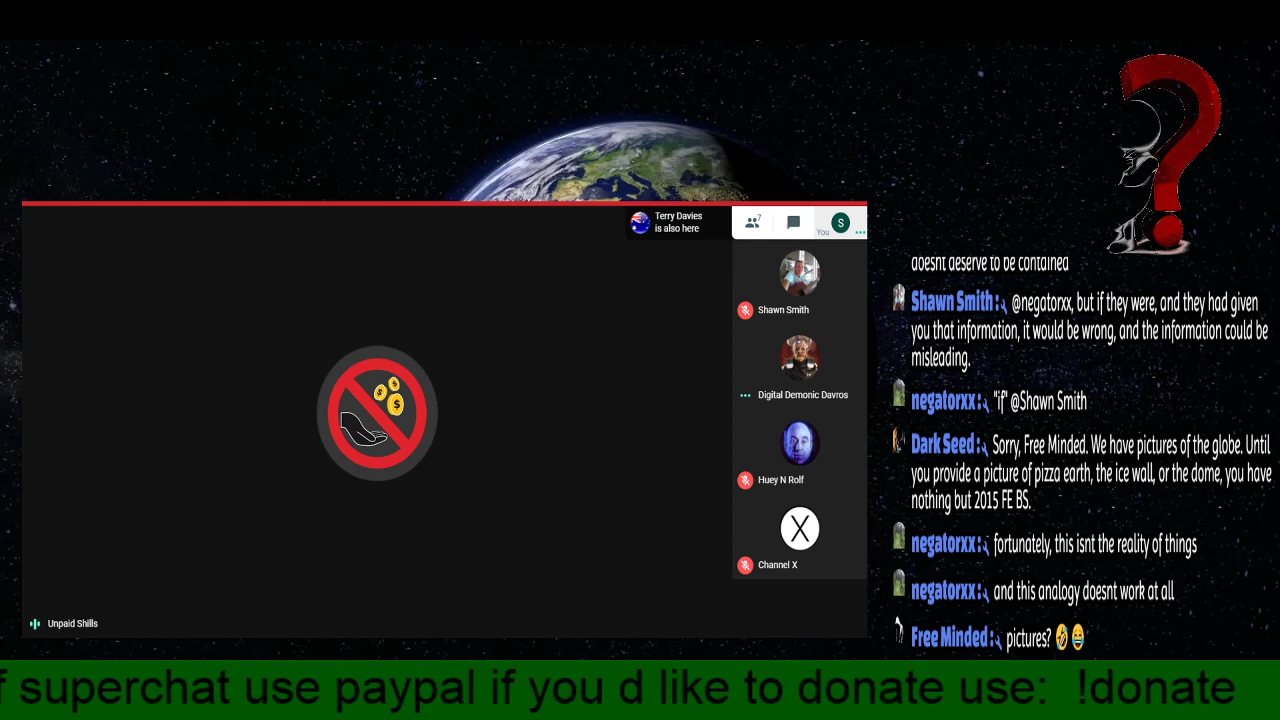 Terry Davies
is also here
7
You
S
Shawn Smith
Digital Demonic Davros
Huey N Rolf
X
Channel X
Unpaid Shills
?
doesnt deserve to be contained
Shawn Smith: @negatorxx, but if they were, and they had given
you that information, it would be wrong, and the information could be
misleading.
negatorxx: "if" @Shawn Smith
Dark Seed: Sorry, Free Minded. We have pictures of the globe. Until
you provide a picture of pizza earth, the ice wall, or the dome, you have
nothing but 2015 FE BS.
negatorxx: fortunately, this isnt the reality of things
negatorxx: and this analogy doesnt work at all
Free Minded: pictures? 🤣😂
f superchat use paypal if you d like to donate use: !donate